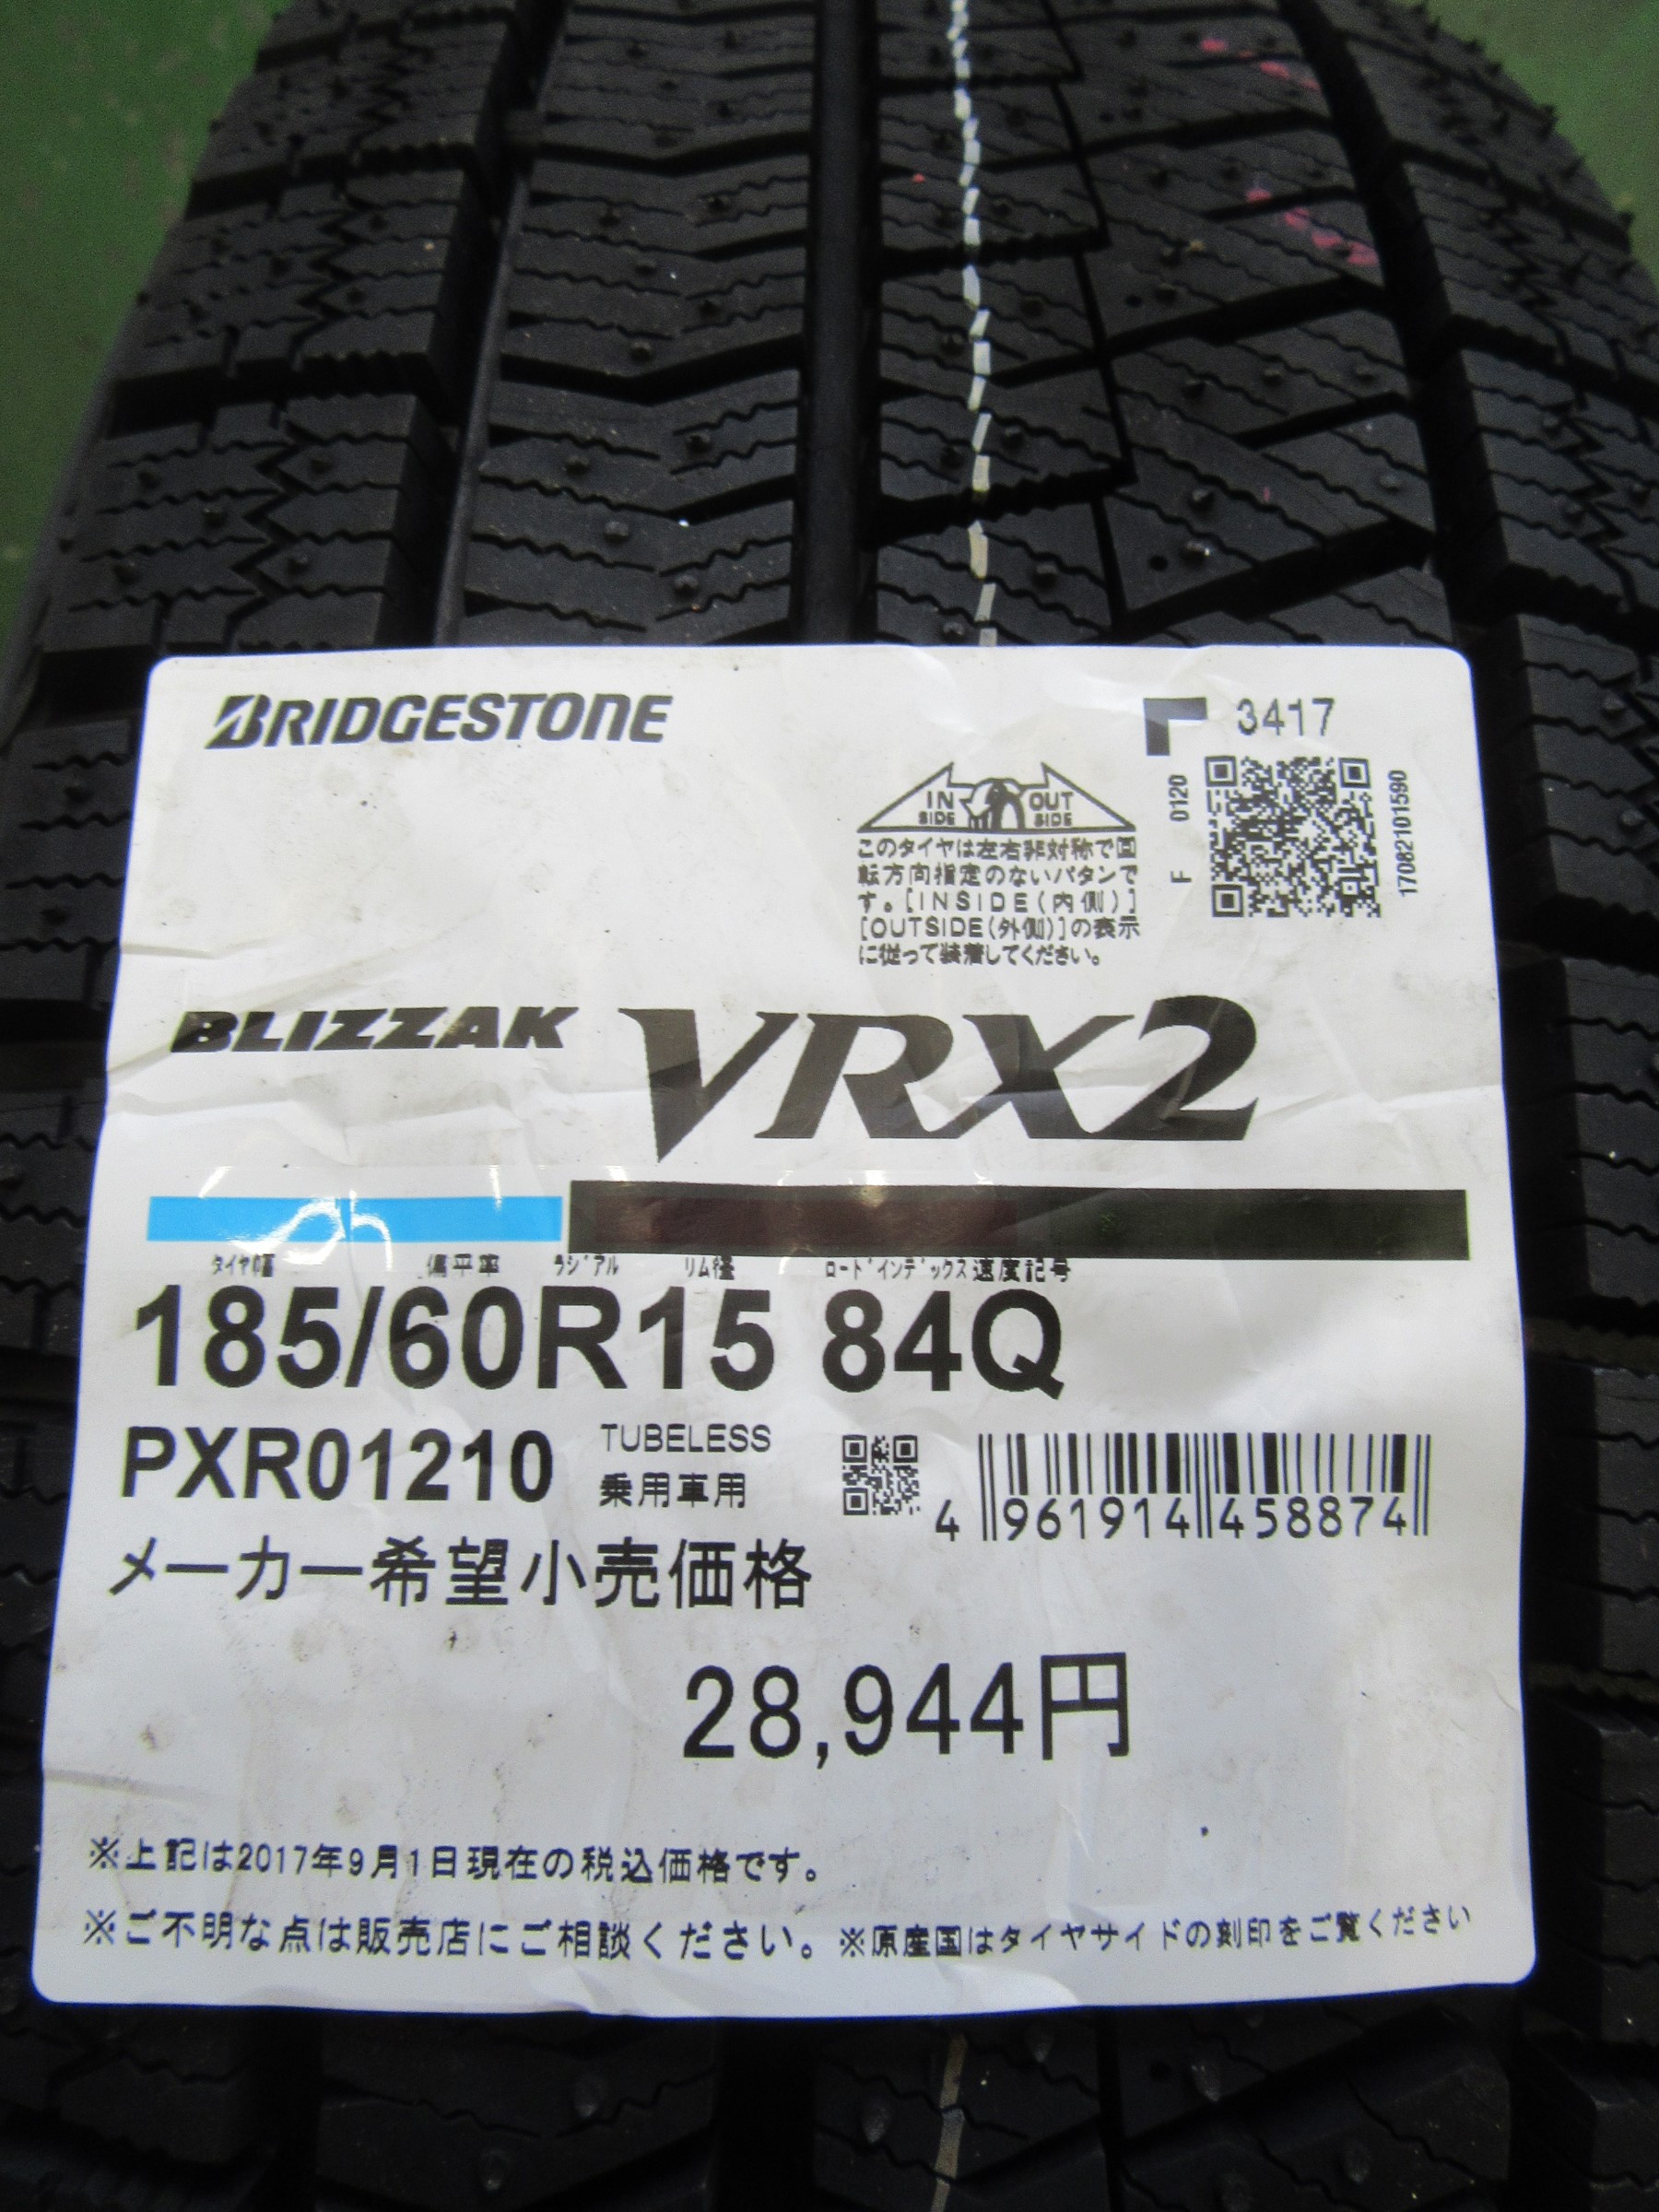 BRIDGESTONE
3417
IN SIDE OUT SIDE
F 0120
170821015​90
このタイヤは左右非対称で回
転方向指定のないパタンで
す。[INSIDE(内側)]
[OUTSIDE(外側)]の表示
に従って装着してください。
BLIZZAK VRX2
タイヤ幅 偏平率 ラジアル リム径 ロードインデックス 速度記号
185/60R15 84Q
PXR01210 TUBELESS
乗用車用
4 961914 458874
メーカー希望小売価格
28,944円
※上記は2017年9月1日現在の税込価格です。
※ご不明な点は販売店にご相談ください。※原産国はタイヤサイドの刻印をご覧ください